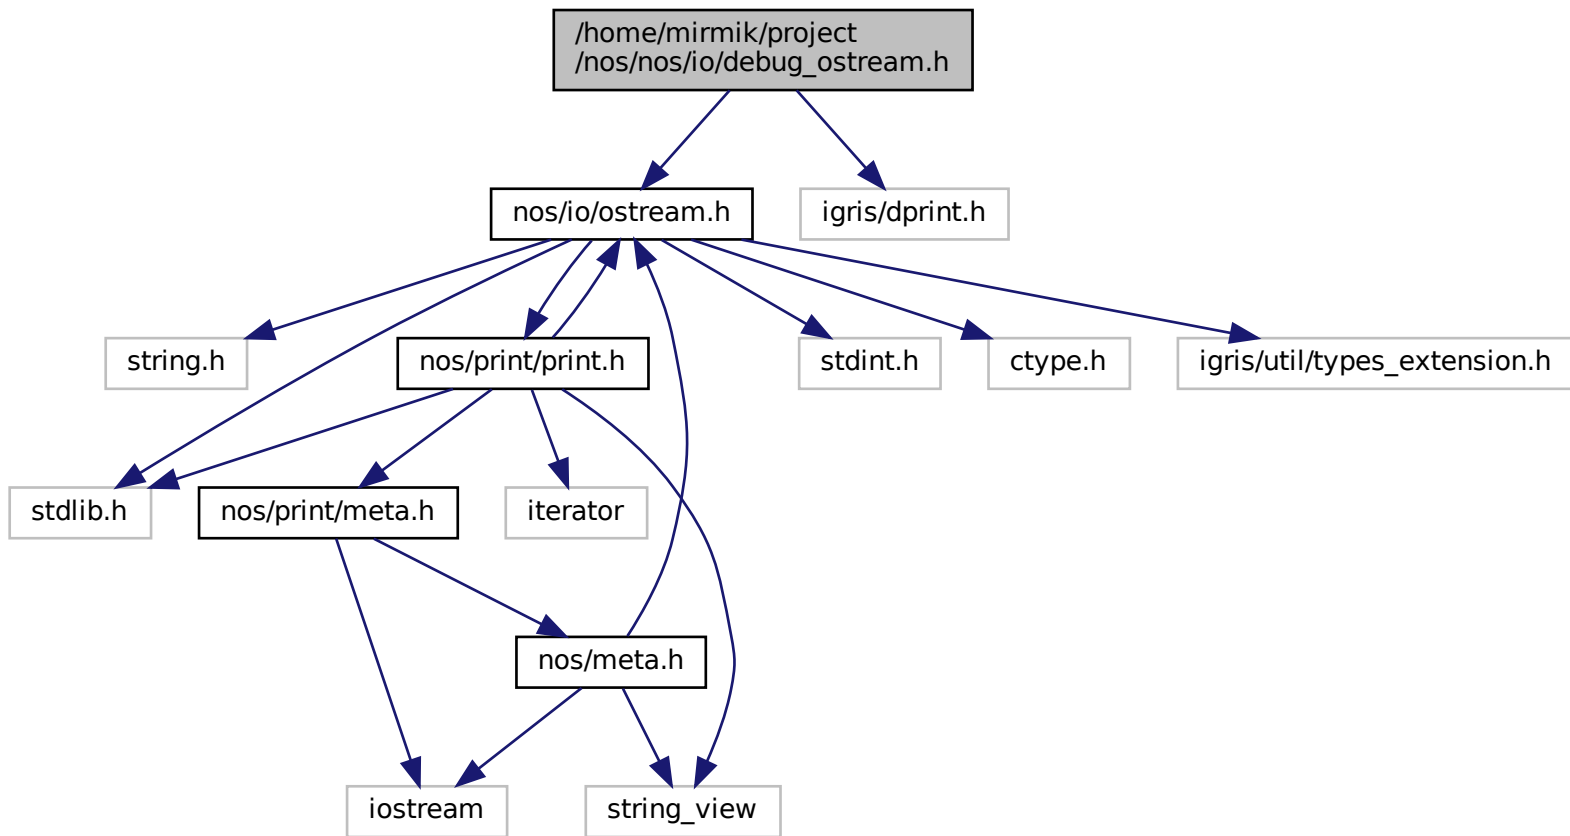 /home/mirmik/project
/nos/nos/io/debug_ostream.h
nos/io/ostream.h
igris/dprint.h
string.h
nos/print/print.h
stdint.h
ctype.h
igris/util/types_extension.h
stdlib.h
nos/print/meta.h
iterator
nos/meta.h
iostream
string_view